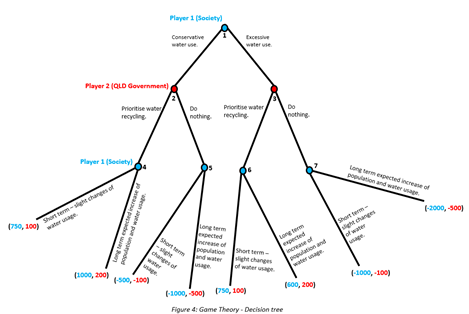 Player 1 (Society)
1
Conservative
water use.
Excessive
water use.
Player 2 (QLD Government)
2
3
Prioritise water
recycling.
Do
nothing.
Prioritise water
recycling.
Do
nothing.
Player 1 (Society)
4
5
6
7
Short term – slight changes of
water usage.
Long term expected increase of
population and water usage.
Short term
– slight
changes of
water usage.
Long term
expected
increase of
population
and water
usage.
Short term –
slight changes
of water usage.
Long term
expected
increase of
population and
water usage.
Short term –
slight changes
of water
usage.
Long term expected increase of
population and water usage.
(750, 100)
(1000, 200)
(-500, -100)
(-1000, -500)
(750, 100)
(600, 200)
(-1000, -100)
(-2000, -500)
Figure 4: Game Theory - Decision tree